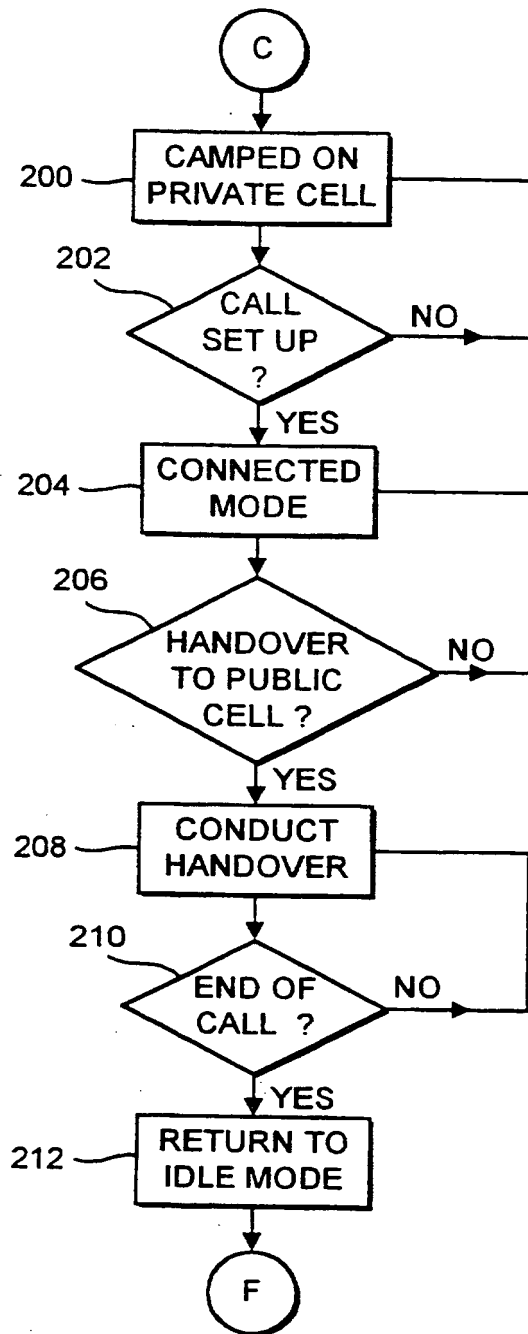 C
200
CAMPED ON
PRIVATE CELL
202
CALL
SET UP
?
NO
YES
204
CONNECTED
MODE
206
HANDOVER
TO PUBLIC
CELL ?
NO
YES
208
CONDUCT
HANDOVER
210
END OF
CALL ?
NO
YES
212
RETURN TO
IDLE MODE
F